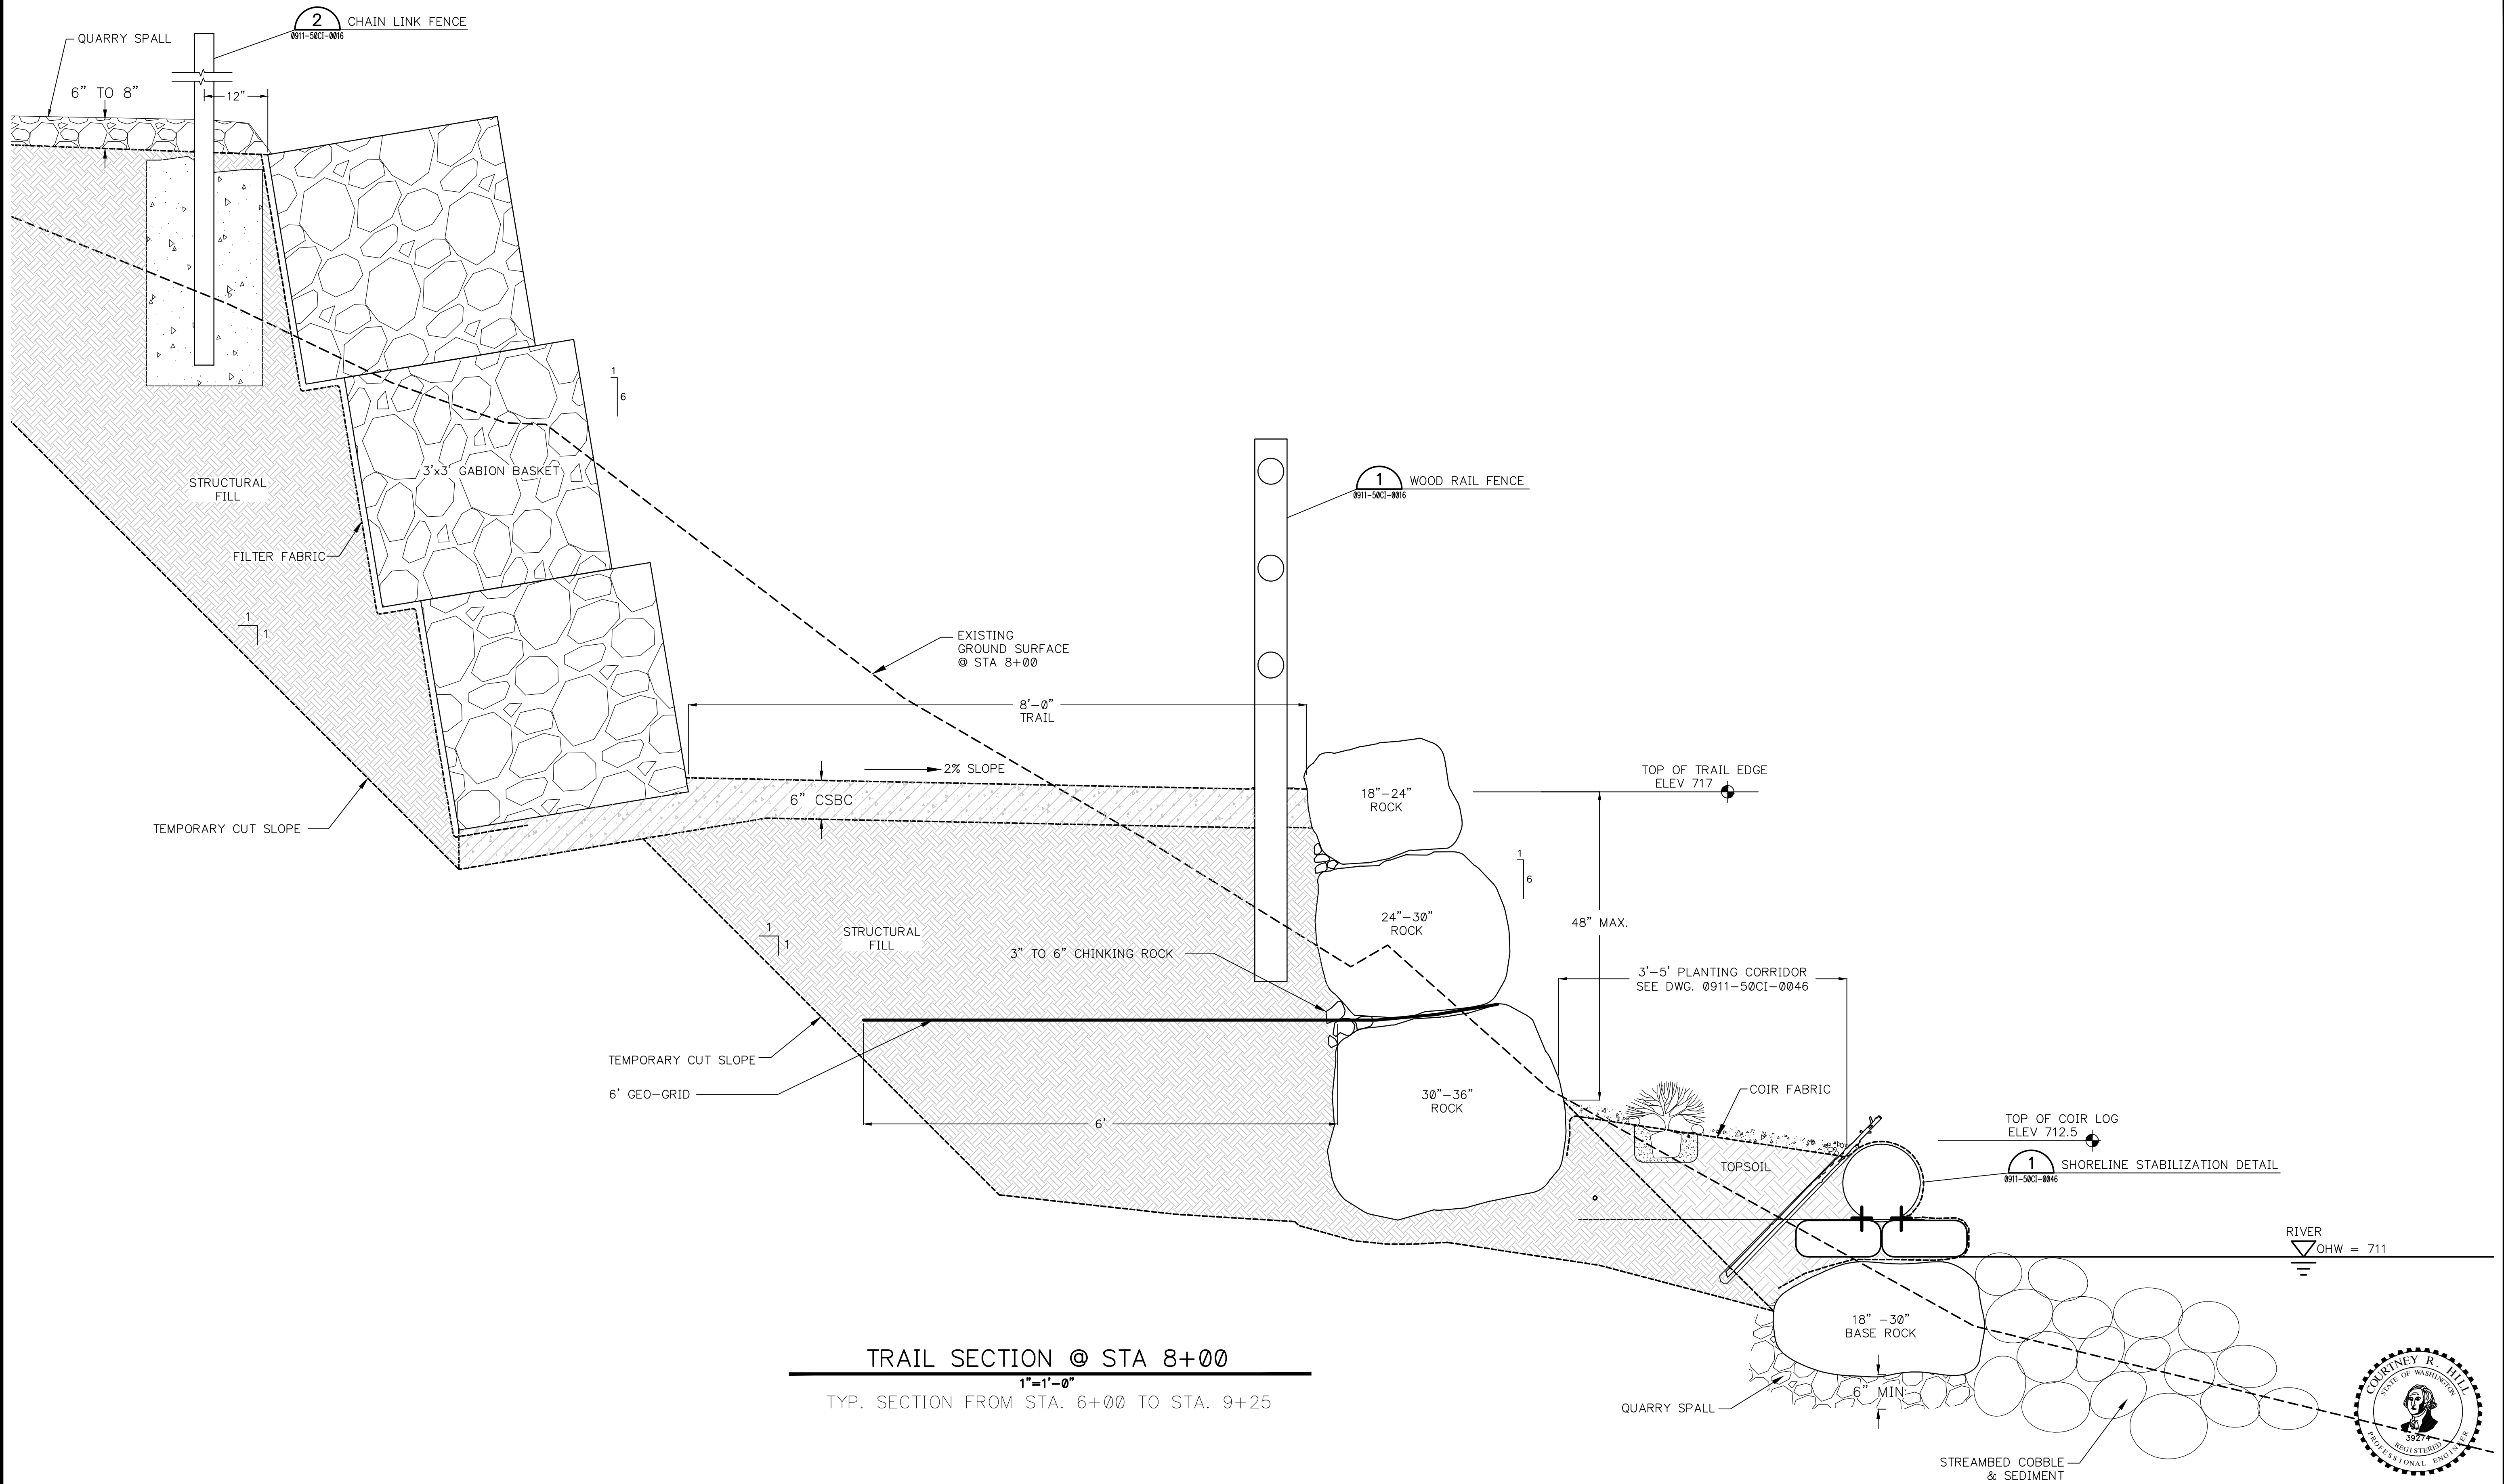 2
CHAIN LINK FENCE
0911-50CI-0016
QUARRY SPALL
6" TO 8"
12"
1
6
3'x3' GABION BASKET
STRUCTURAL
FILL
FILTER FABRIC
1
1
TEMPORARY CUT SLOPE
1
WOOD RAIL FENCE
0911-50CI-0016
EXISTING
GROUND SURFACE
@ STA 8+00
8'-0"
TRAIL
2% SLOPE
6" CSBC
18"-24"
ROCK
TOP OF TRAIL EDGE
ELEV 717
1
6
24"-30"
ROCK
48" MAX.
STRUCTURAL
FILL
1
1
3" TO 6" CHINKING ROCK
3'-5' PLANTING CORRIDOR
SEE DWG. 0911-50CI-0046
TEMPORARY CUT SLOPE
6' GEO-GRID
6'
30"-36"
ROCK
COIR FABRIC
TOPSOIL
TOP OF COIR LOG
ELEV 712.5
1
SHORELINE STABILIZATION DETAIL
0911-50CI-0046
RIVER
OHW = 711
18" -30"
BASE ROCK
6" MIN
QUARRY SPALL
STREAMBED COBBLE
& SEDIMENT
TRAIL SECTION @ STA 8+00
1"=1'-0"
TYP. SECTION FROM STA. 6+00 TO STA. 9+25
COURTNEY R. HILL
STATE OF WASHINGTON
39274
REGISTERED
PROFESSIONAL ENGINEER